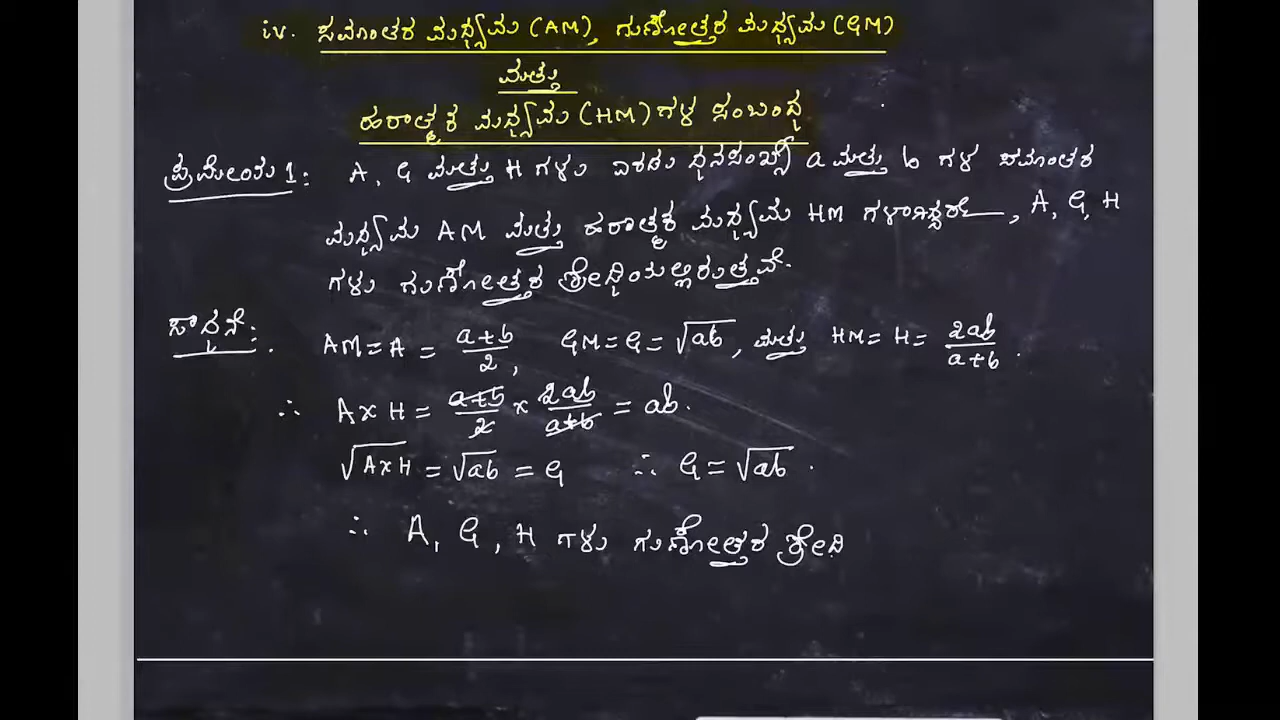 iv. ಸಮಾಂತರ ಮಧ್ಯಮ (AM), ಗುಣೋತ್ತರ ಮಧ್ಯಮ (GM)
ಮತ್ತು
ಹರಾತ್ಮಕ ಮಧ್ಯಮ (HM) ಗಳ ಸಂಬಂಧ
ಪ್ರಮೇಯ 1: A, G ಮತ್ತು H ಗಳು ಎರಡು ಧನಸಂಖ್ಯೆ a ಮತ್ತು b ಗಳ ಸಮಾಂತರ
ಮಧ್ಯಮ AM ಮತ್ತು ಹರಾತ್ಮಕ ಮಧ್ಯಮ HM ಗಳಾಗಿದ್ದರೆ, A, G, H
ಗಳು ಗುಣೋತ್ತರ ಶ್ರೇಢಿಯಲ್ಲಿರುತ್ತವೆ.
ಸಾಧನೆ: AM = A = (a+b)/2, GM = G = √ab, ಮತ್ತು HM = H = 2ab/(a+b).
∴ A × H = (a+b)/2 × 2ab/(a+b) = ab.
√(A×H) = √ab = G ∴ G = √ab.
∴ A, G, H ಗಳು ಗುಣೋತ್ತರ ಶ್ರೇಢಿ